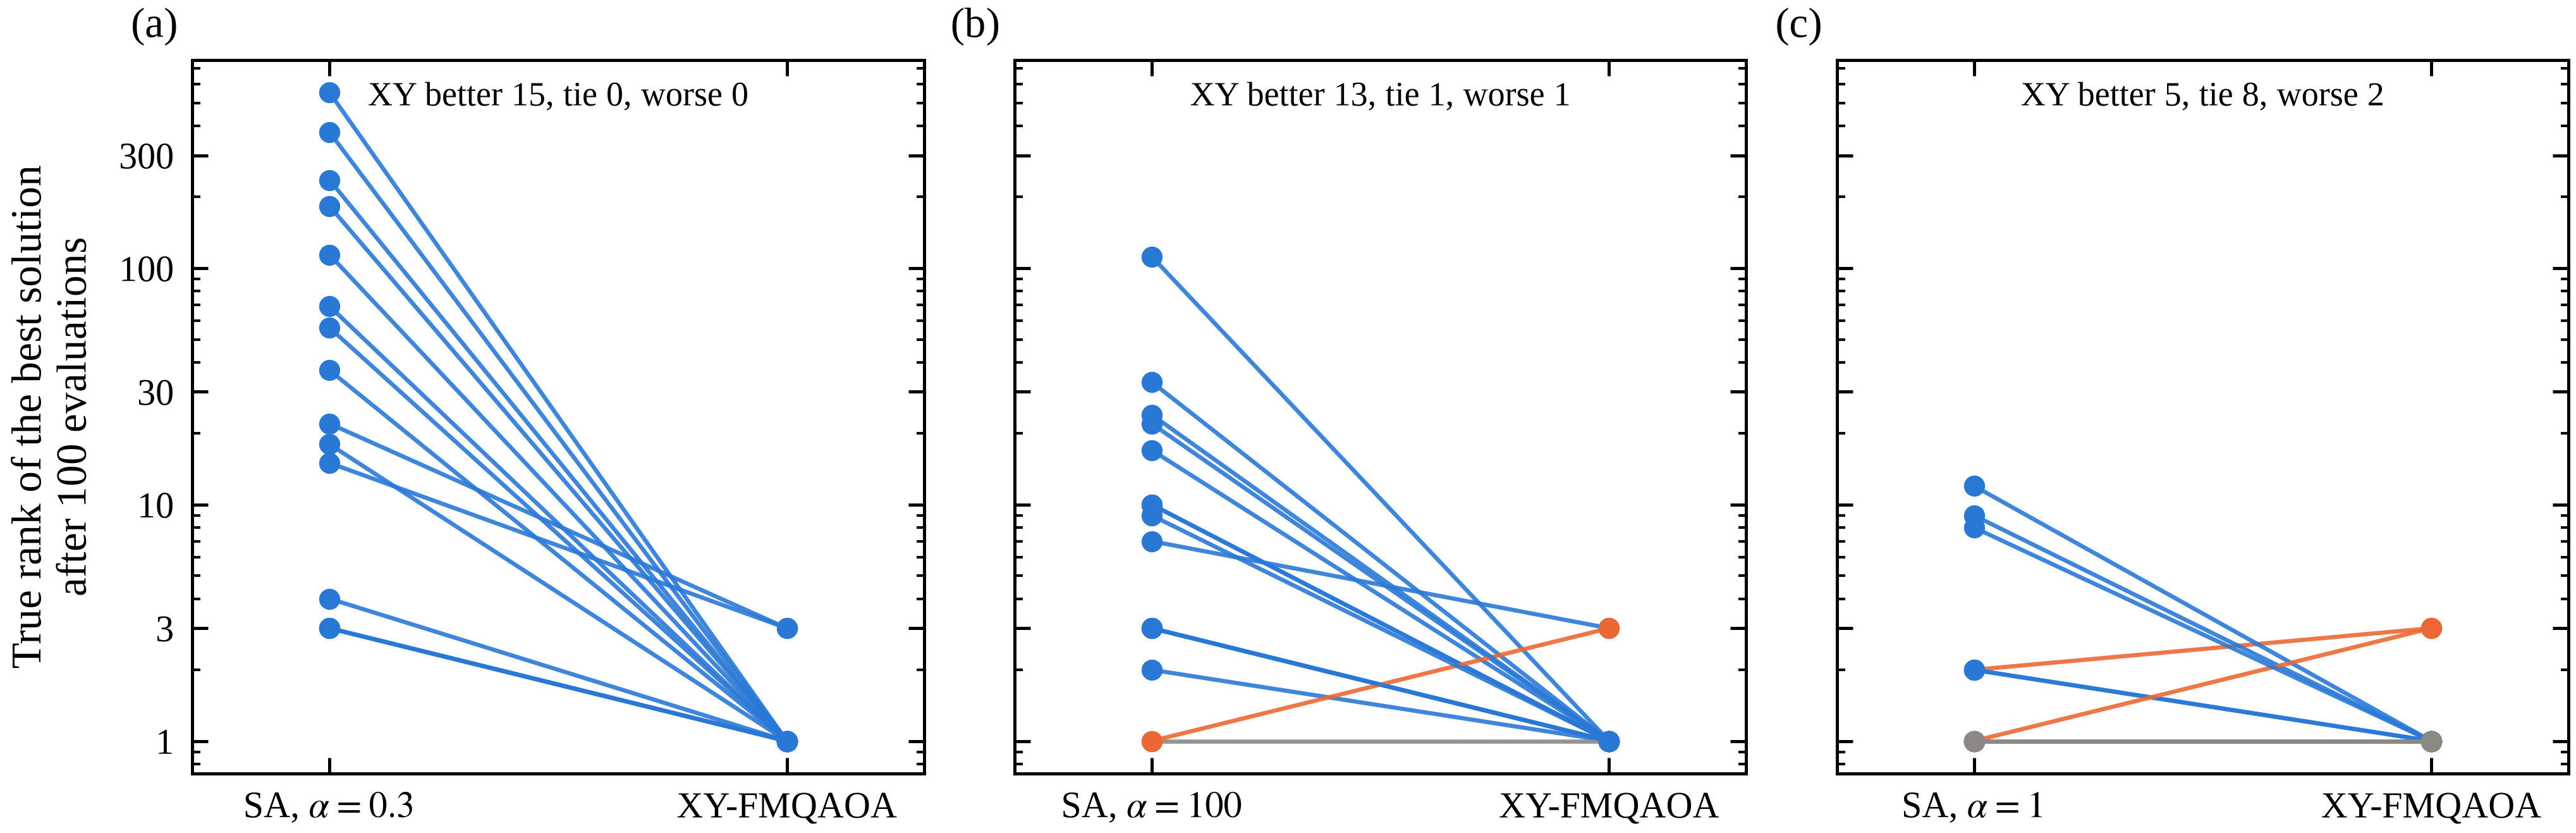 (a)
(b)
(c)
XY better 15, tie 0, worse 0
XY better 13, tie 1, worse 1
XY better 5, tie 8, worse 2
True rank of the best solution
after 100 evaluations
300
100
30
10
3
1
SA, α = 0.3
XY-FMQAOA
SA, α = 100
XY-FMQAOA
SA, α = 1
XY-FMQAOA